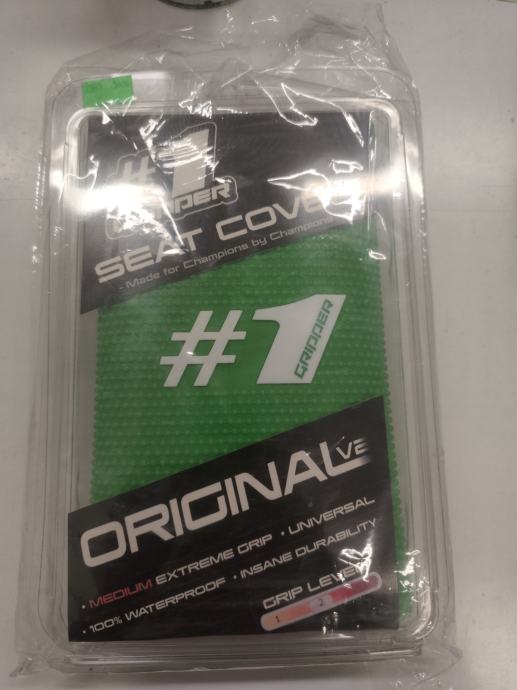 #1
GRIPPER
SEAT COVER
- Made for Champions by Champions
#1
GRIPPER
ORIGINAL V2
· MEDIUM EXTREME GRIP · UNIVERSAL
· 100% WATERPROOF · INSANE DURABILITY
GRIP LEVEL
1 2